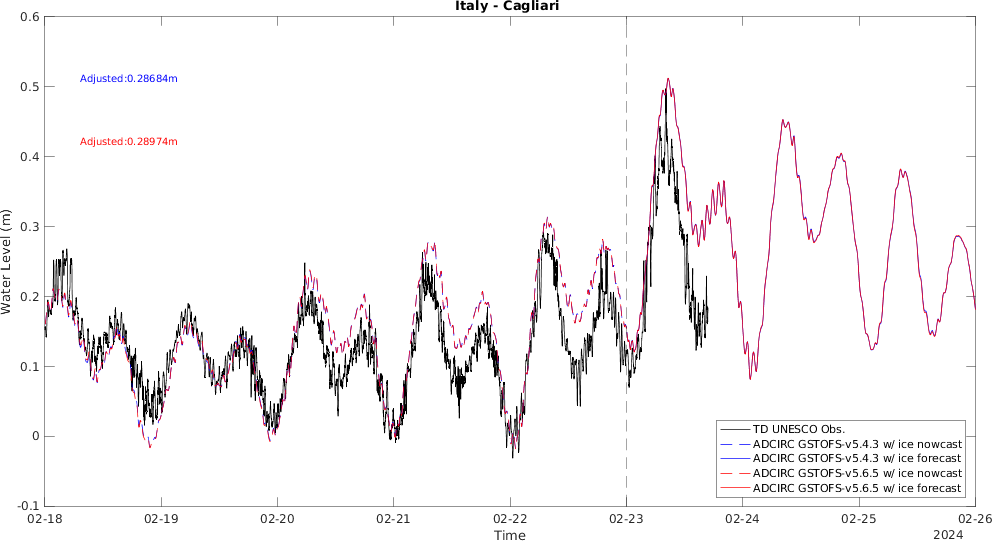 Italy - Cagliari
0.6
0.5
0.4
0.3
0.2
0.1
0
-0.1
Water Level (m)
Adjusted:0.28684m
Adjusted:0.28974m
TD UNESCO Obs.
ADCIRC GSTOFS-v5.4.3 w/ ice nowcast
ADCIRC GSTOFS-v5.4.3 w/ ice forecast
ADCIRC GSTOFS-v5.6.5 w/ ice nowcast
ADCIRC GSTOFS-v5.6.5 w/ ice forecast
02-18 02-19 02-20 02-21 02-22 02-23 02-24 02-25 02-26
Time
2024